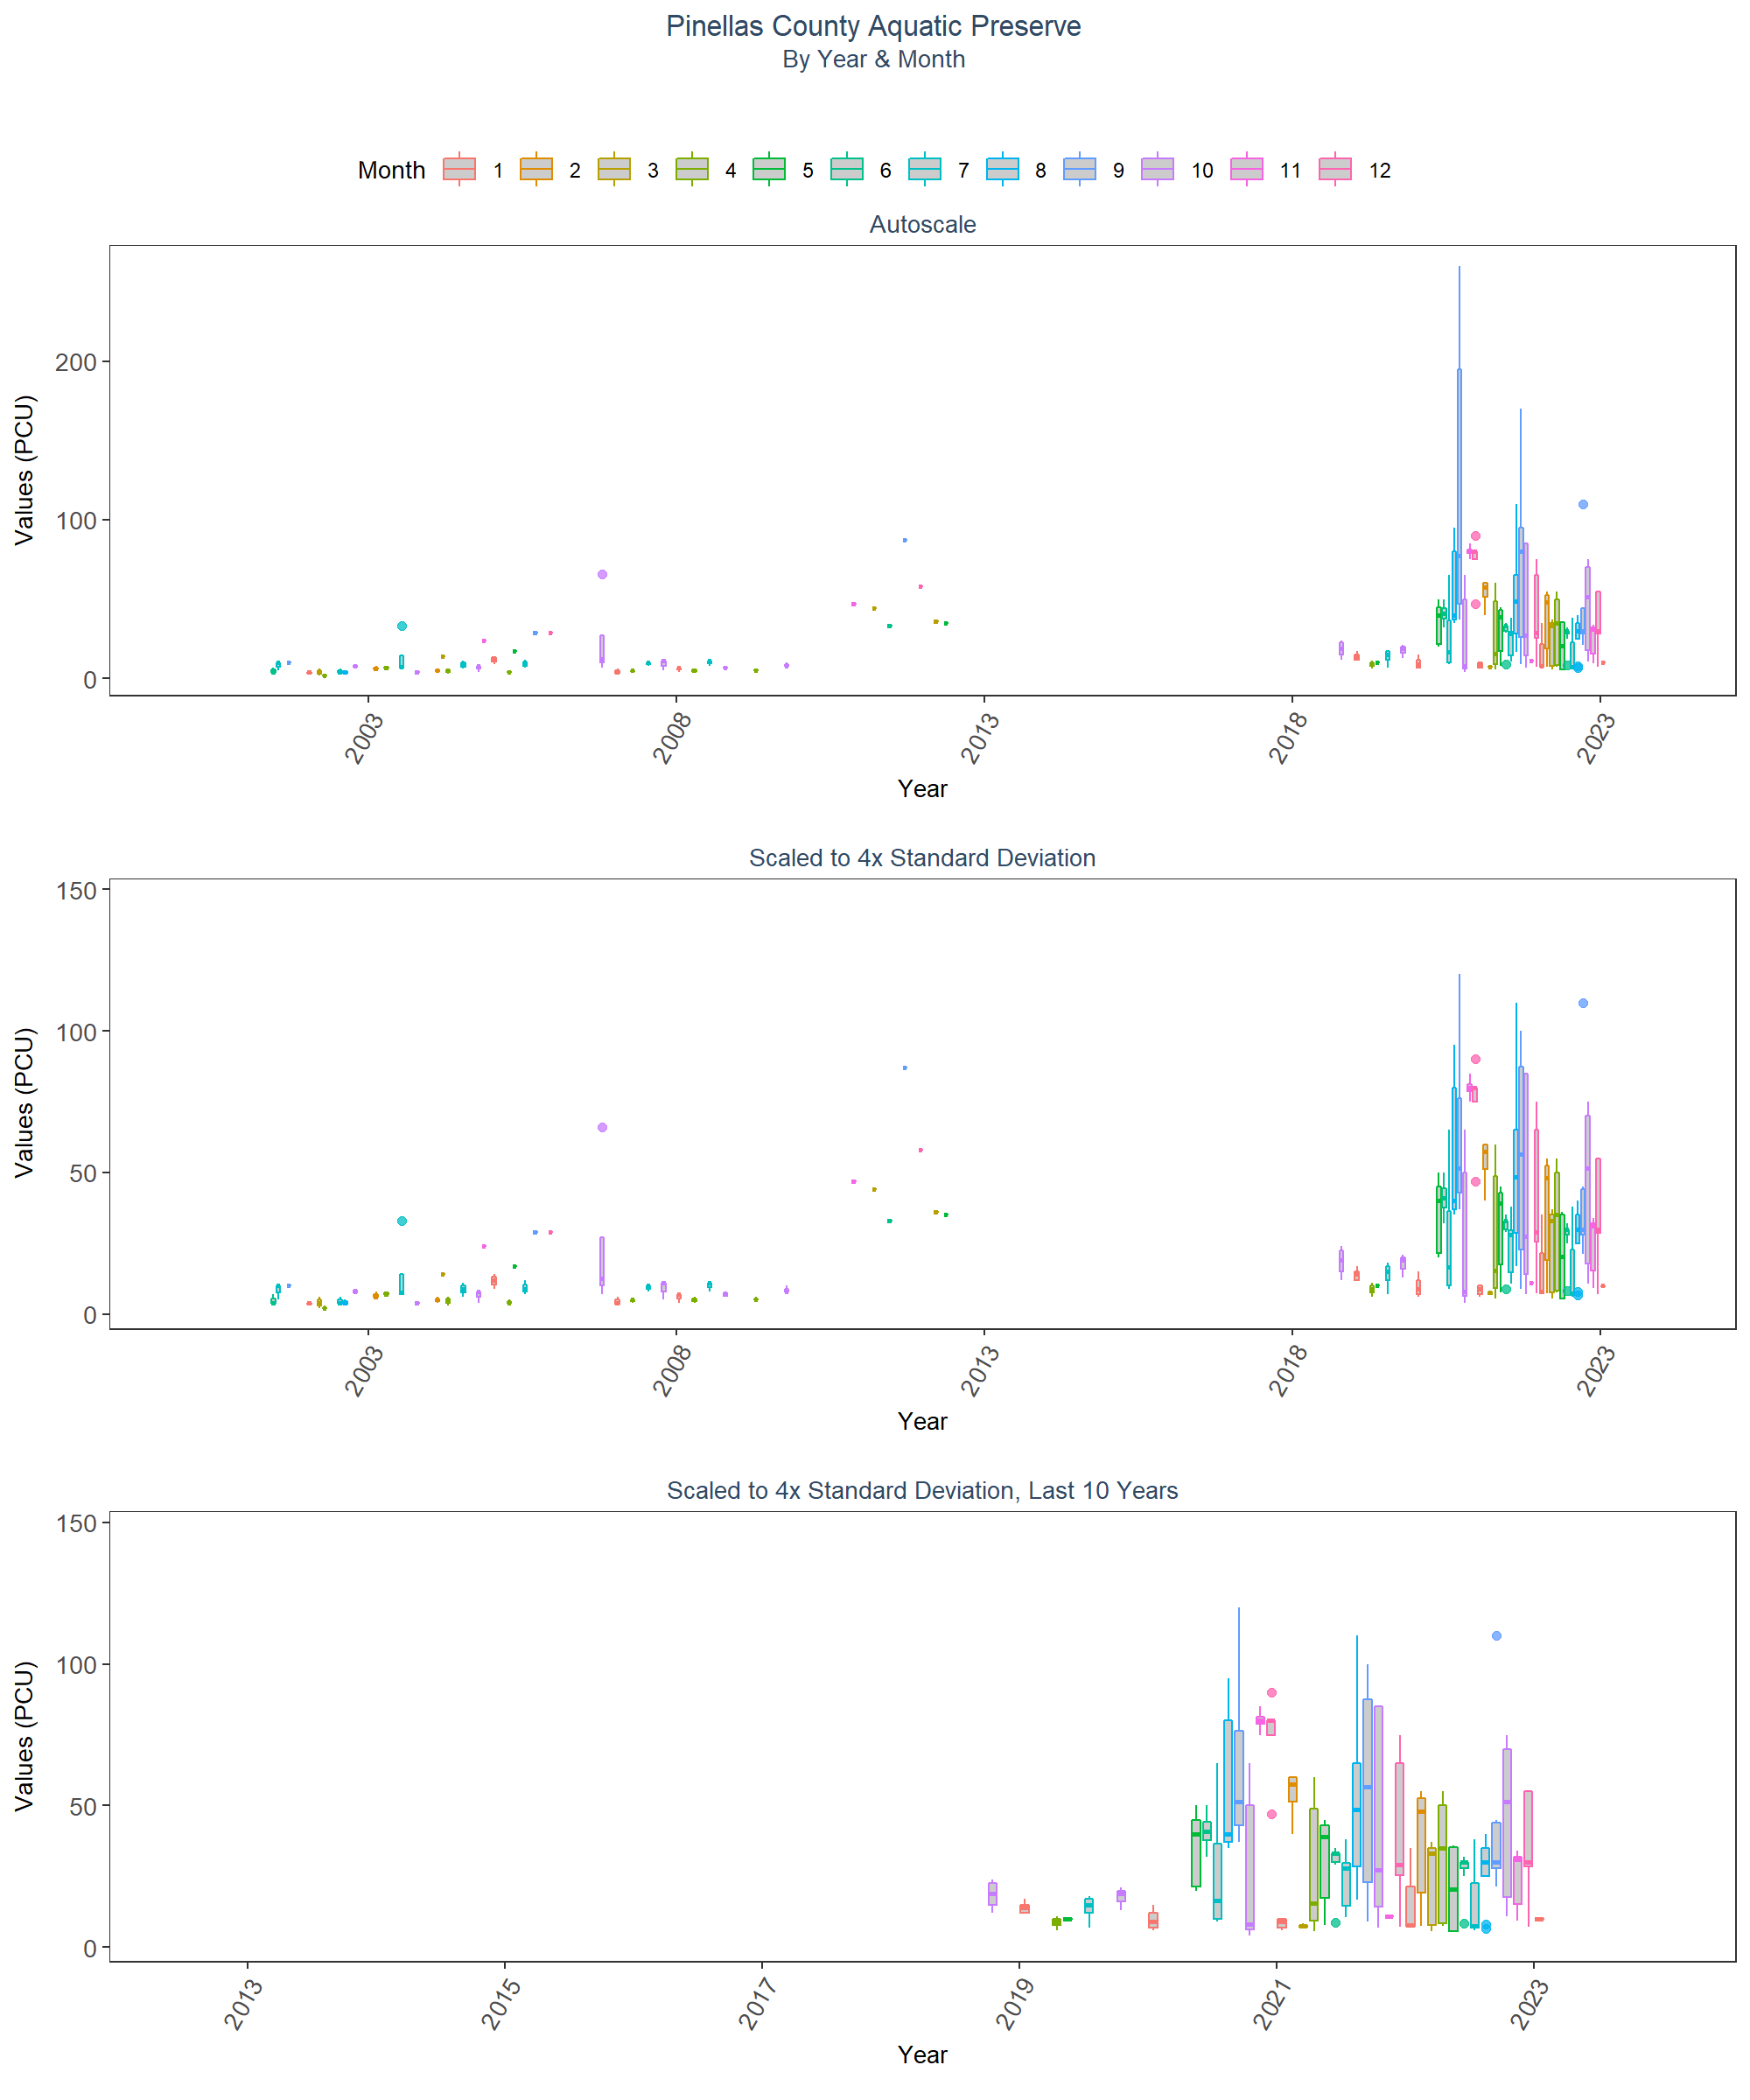 Pinellas County Aquatic Preserve
By Year & Month
Month 1 2 3 4 5 6 7 8 9 10 11 12
Autoscale
Values (PCU)
200
100
0
2003 2008 2013 2018 2023
Year
Scaled to 4x Standard Deviation
Values (PCU)
150
100
50
0
2003 2008 2013 2018 2023
Year
Scaled to 4x Standard Deviation, Last 10 Years
Values (PCU)
150
100
50
0
2013 2015 2017 2019 2021 2023
Year